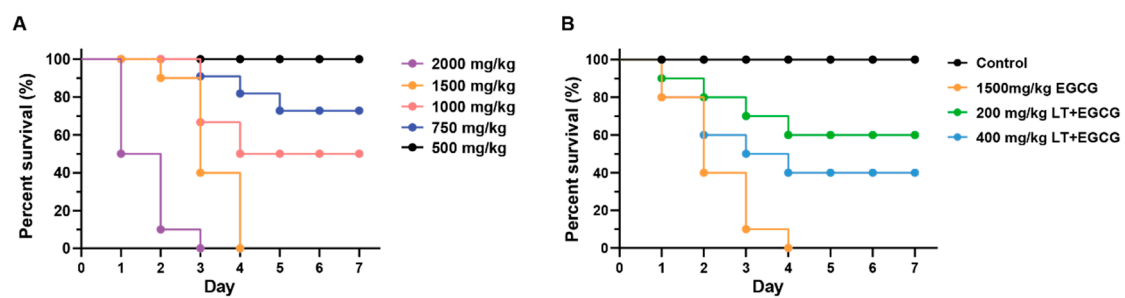 A
Percent survival (%)
100
80
60
40
20
0
0 1 2 3 4 5 6 7
Day
2000 mg/kg
1500 mg/kg
1000 mg/kg
750 mg/kg
500 mg/kg
B
Percent survival (%)
100
80
60
40
20
0
0 1 2 3 4 5 6 7
Day
Control
1500mg/kg EGCG
200 mg/kg LT+EGCG
400 mg/kg LT+EGCG